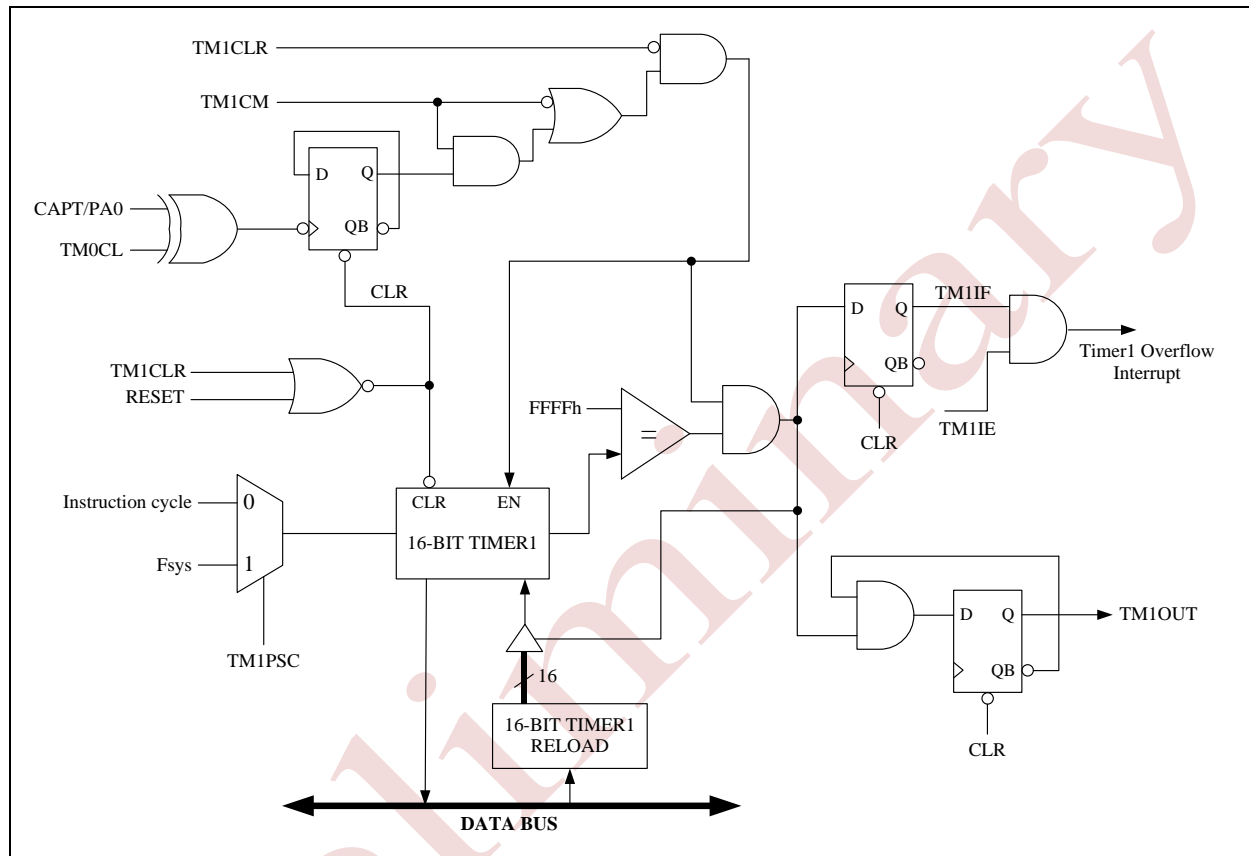 TM1CLR
TM1CM
D
Q
QB
CAPT/PA0
TM0CL
CLR
TM1CLR
RESET
Instruction cycle
0
Fsys
1
TM1PSC
CLR
EN
16-BIT TIMER1
16
16-BIT TIMER1
RELOAD
DATA BUS
FFFFh
=
D
Q
QB
CLR
TM1IF
TM1IE
Timer1 Overflow
Interrupt
D
Q
QB
CLR
TM1OUT
liminary